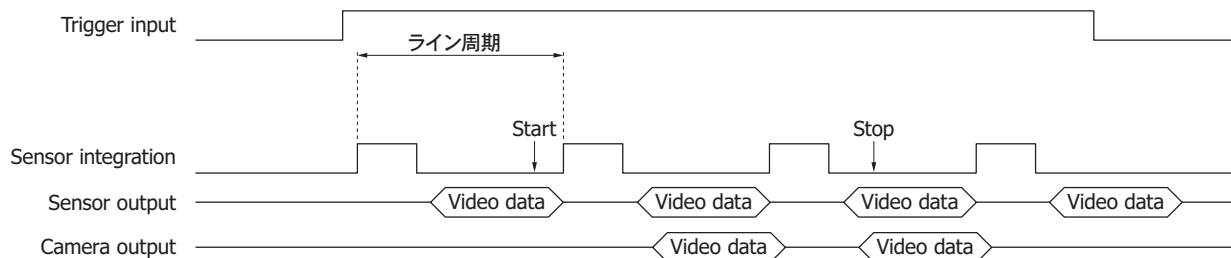 Trigger input
ライン周期
Start
Stop
Sensor integration
Sensor output
Video data
Video data
Video data
Video data
Camera output
Video data
Video data